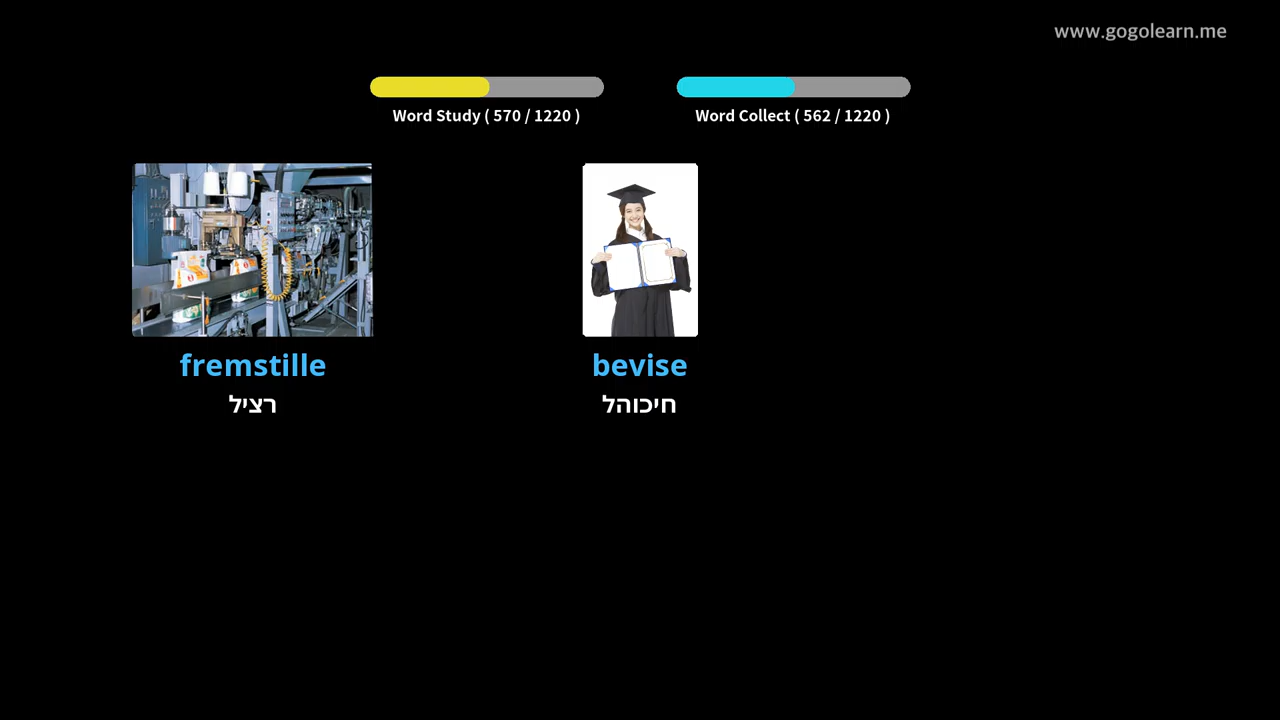 www.gogolearn.me
Word Study ( 570 / 1220 )
Word Collect ( 562 / 1220 )
fremstille
רציל
bevise
חיכוהל